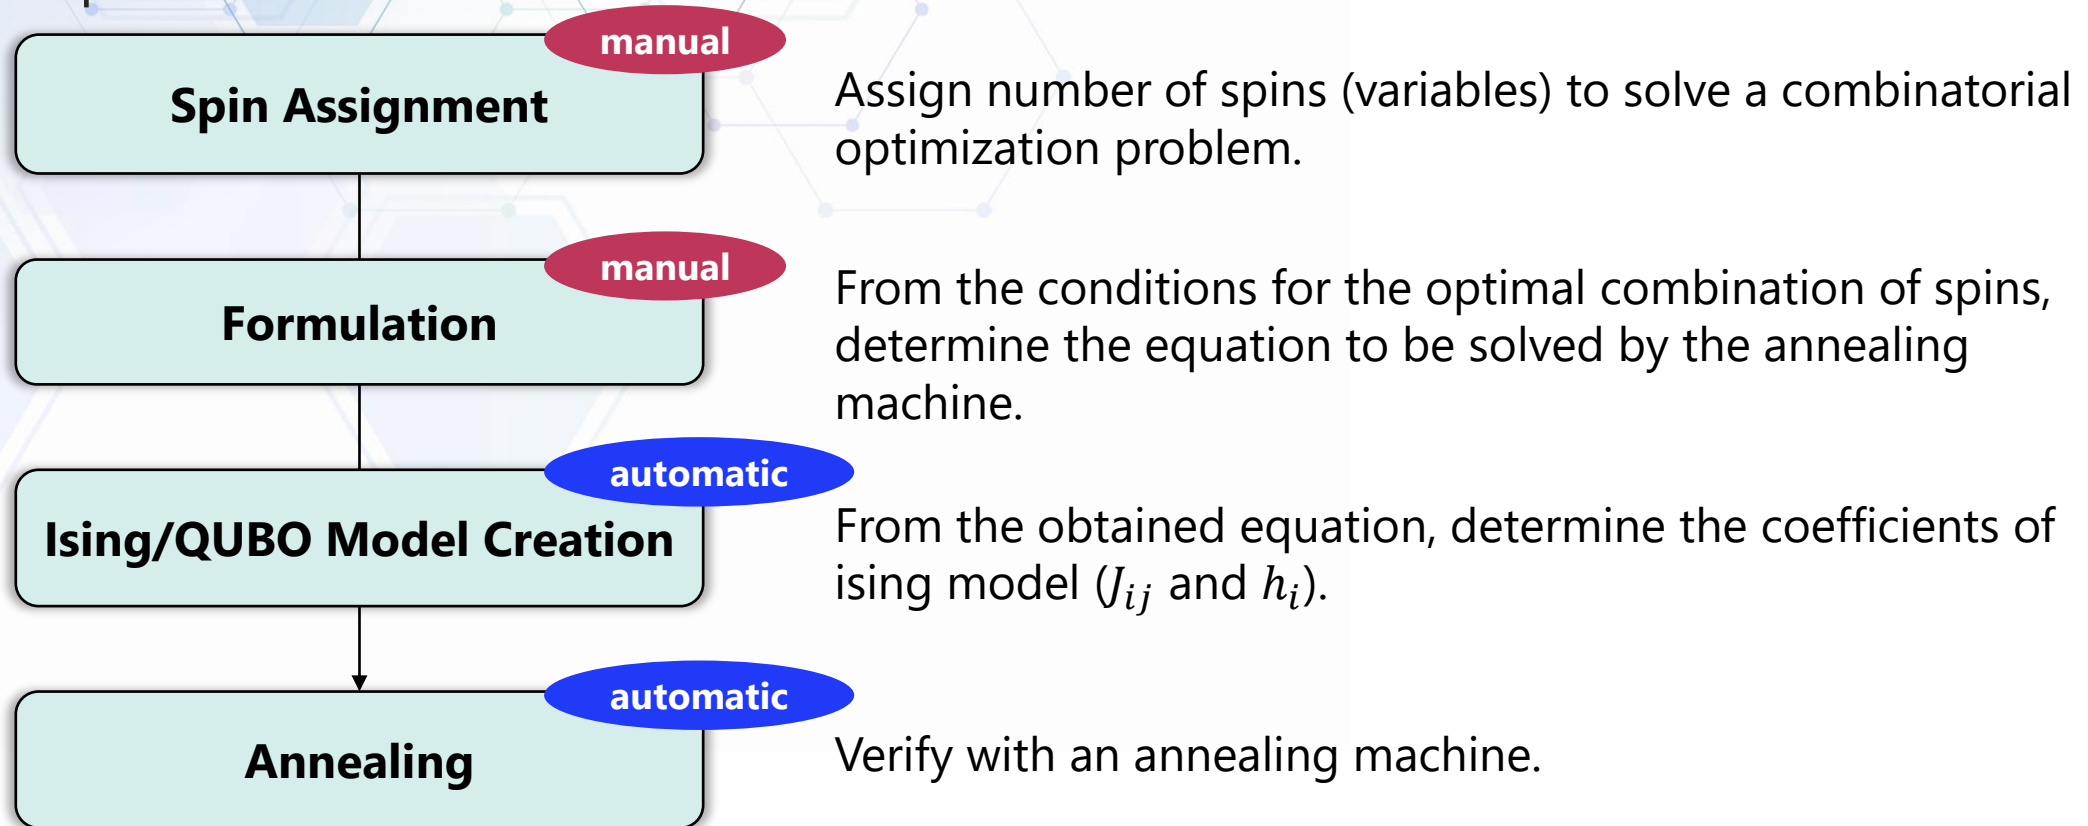 manual
Spin Assignment
Assign number of spins (variables) to solve a combinatorial
optimization problem.
manual
Formulation
From the conditions for the optimal combination of spins,
determine the equation to be solved by the annealing
machine.
automatic
Ising/QUBO Model Creation
From the obtained equation, determine the coefficients of
ising model (J_{ij} and h_i).
automatic
Annealing
Verify with an annealing machine.